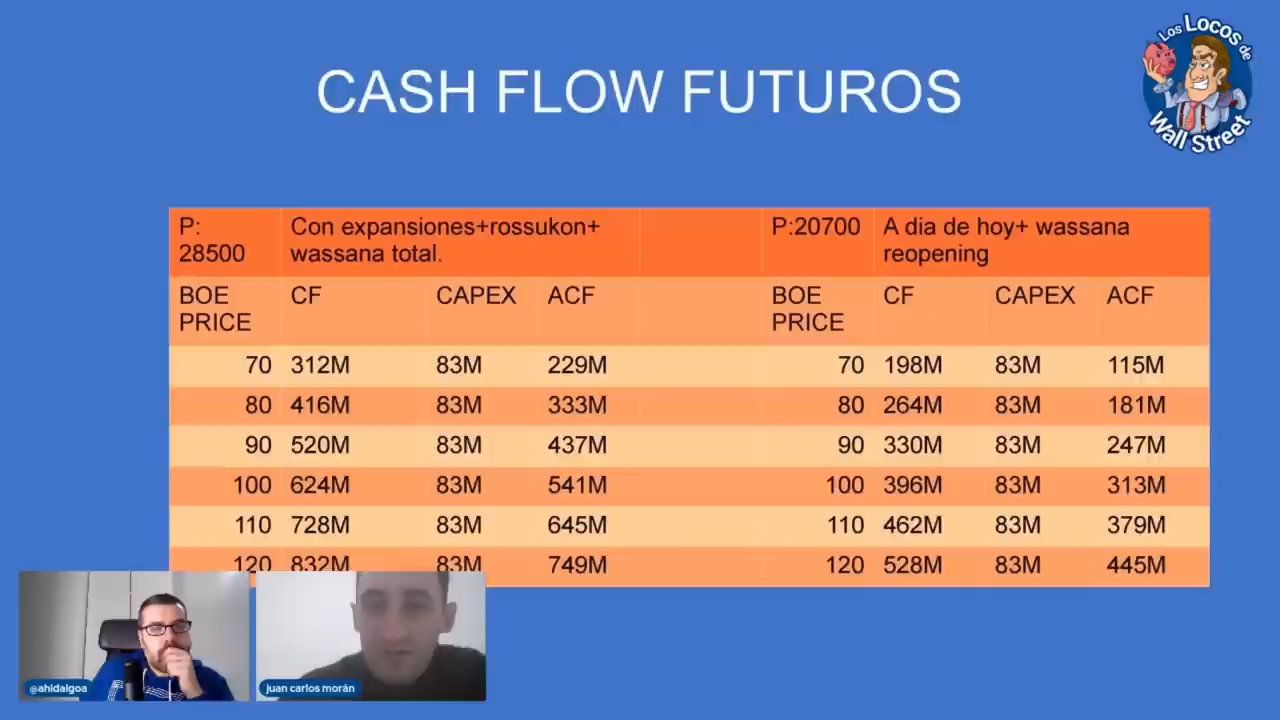 Los Locos de
Wall Street
CASH FLOW FUTUROS
P: 28500 Con expansiones+rossukon+ wassana total. P:20700 A dia de hoy+ wassana reopening
BOE PRICE CF CAPEX ACF BOE PRICE CF CAPEX ACF
70 312M 83M 229M 70 198M 83M 115M
80 416M 83M 333M 80 264M 83M 181M
90 520M 83M 437M 90 330M 83M 247M
100 624M 83M 541M 100 396M 83M 313M
110 728M 83M 645M 110 462M 83M 379M
120 832M 83M 749M 120 528M 83M 445M
@ahidalgoa
juan carlos morán